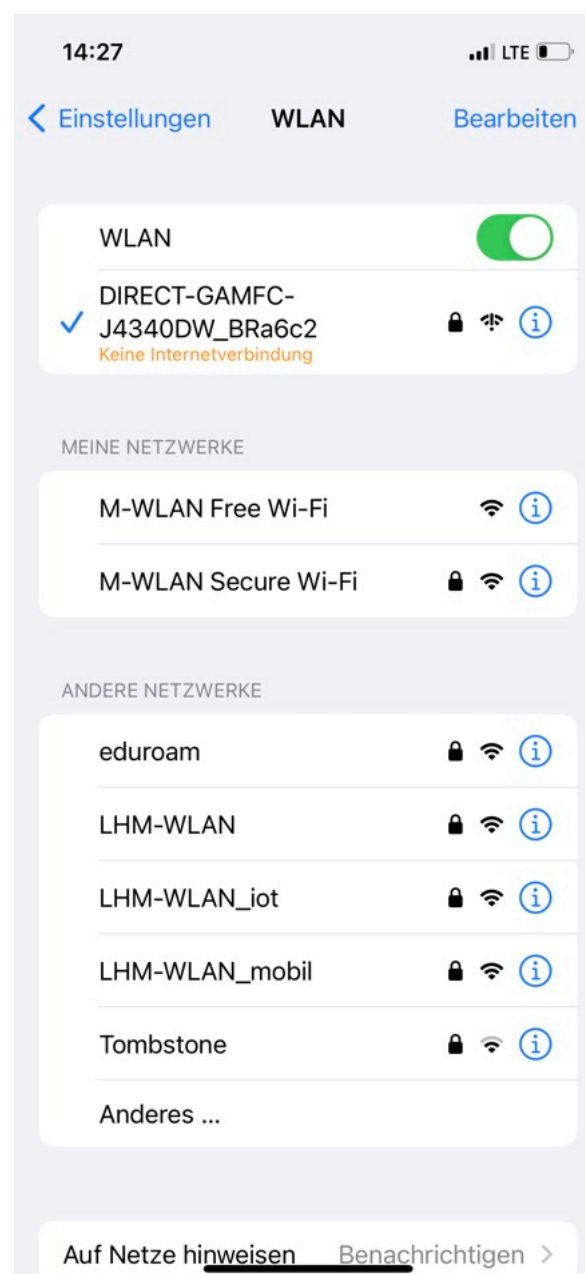 14:27 LTE
Einstellungen WLAN Bearbeiten
WLAN
DIRECT-GAMFC-
J4340DW_BRa6c2
Keine Internetverbindung
MEINE NETZWERKE
M-WLAN Free Wi-Fi
M-WLAN Secure Wi-Fi
ANDERE NETZWERKE
eduroam
LHM-WLAN
LHM-WLAN_iot
LHM-WLAN_mobil
Tombstone
Anderes ...
Auf Netze hinweisen Benachrichtigen